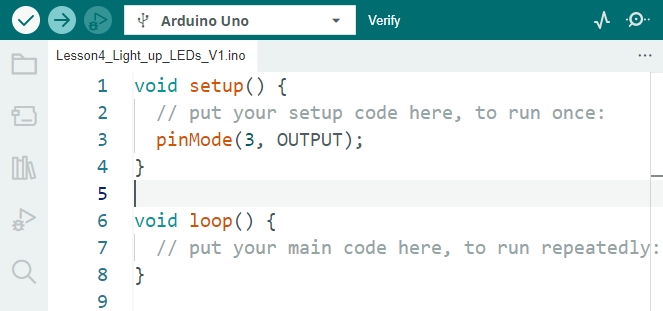 Arduino Uno
Verify
Lesson4_Light_up_LEDs_V1.ino
1 void setup() {
2 // put your setup code here, to run once:
3 pinMode(3, OUTPUT);
4 }
5
6 void loop() {
7 // put your main code here, to run repeatedly:
8 }
9